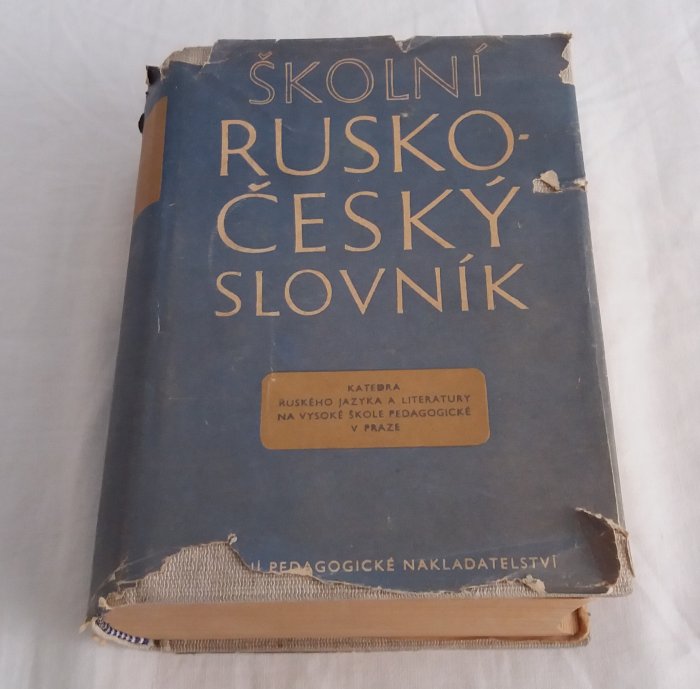 ŠKOLNÍ
RUSKO-
ČESKÝ
SLOVNÍK
KATEDRA
RUSKÉHO JAZYKA A LITERATURY
NA VYSOKÉ ŠKOLE PEDAGOGICKÉ
V PRAZE
PEDAGOGICKÉ NAKLADATELSTVÍ